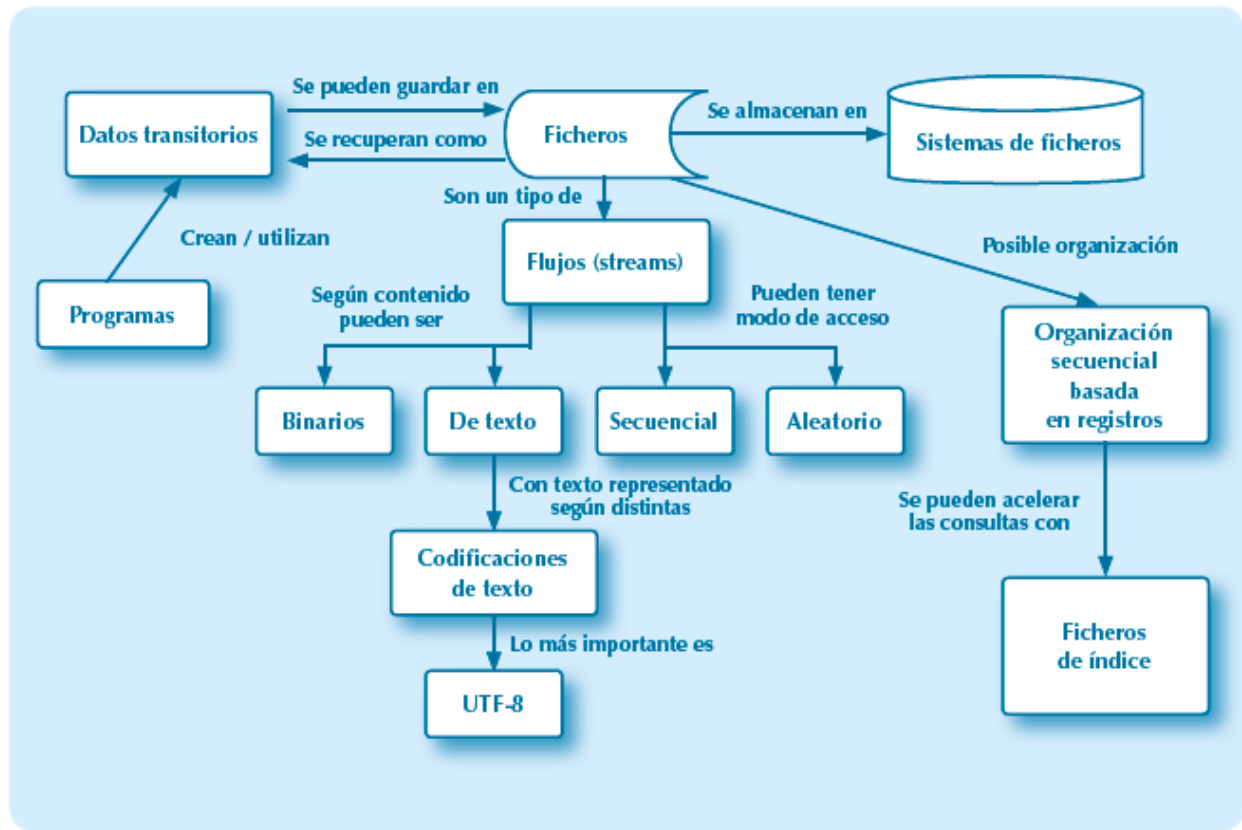 Se pueden guardar en
Datos transitorios
Se recuperan como
Ficheros
Se almacenan en
Sistemas de ficheros
Son un tipo de
Crean / utilizan
Flujos (streams)
Posible organización
Programas
Según contenido
pueden ser
Pueden tener
modo de acceso
Organización
secuencial
basada
en registros
Binarios
De texto
Secuencial
Aleatorio
Con texto representado
según distintas
Se pueden acelerar
las consultas con
Codificaciones
de texto
Lo más importante es
Ficheros
de índice
UTF-8